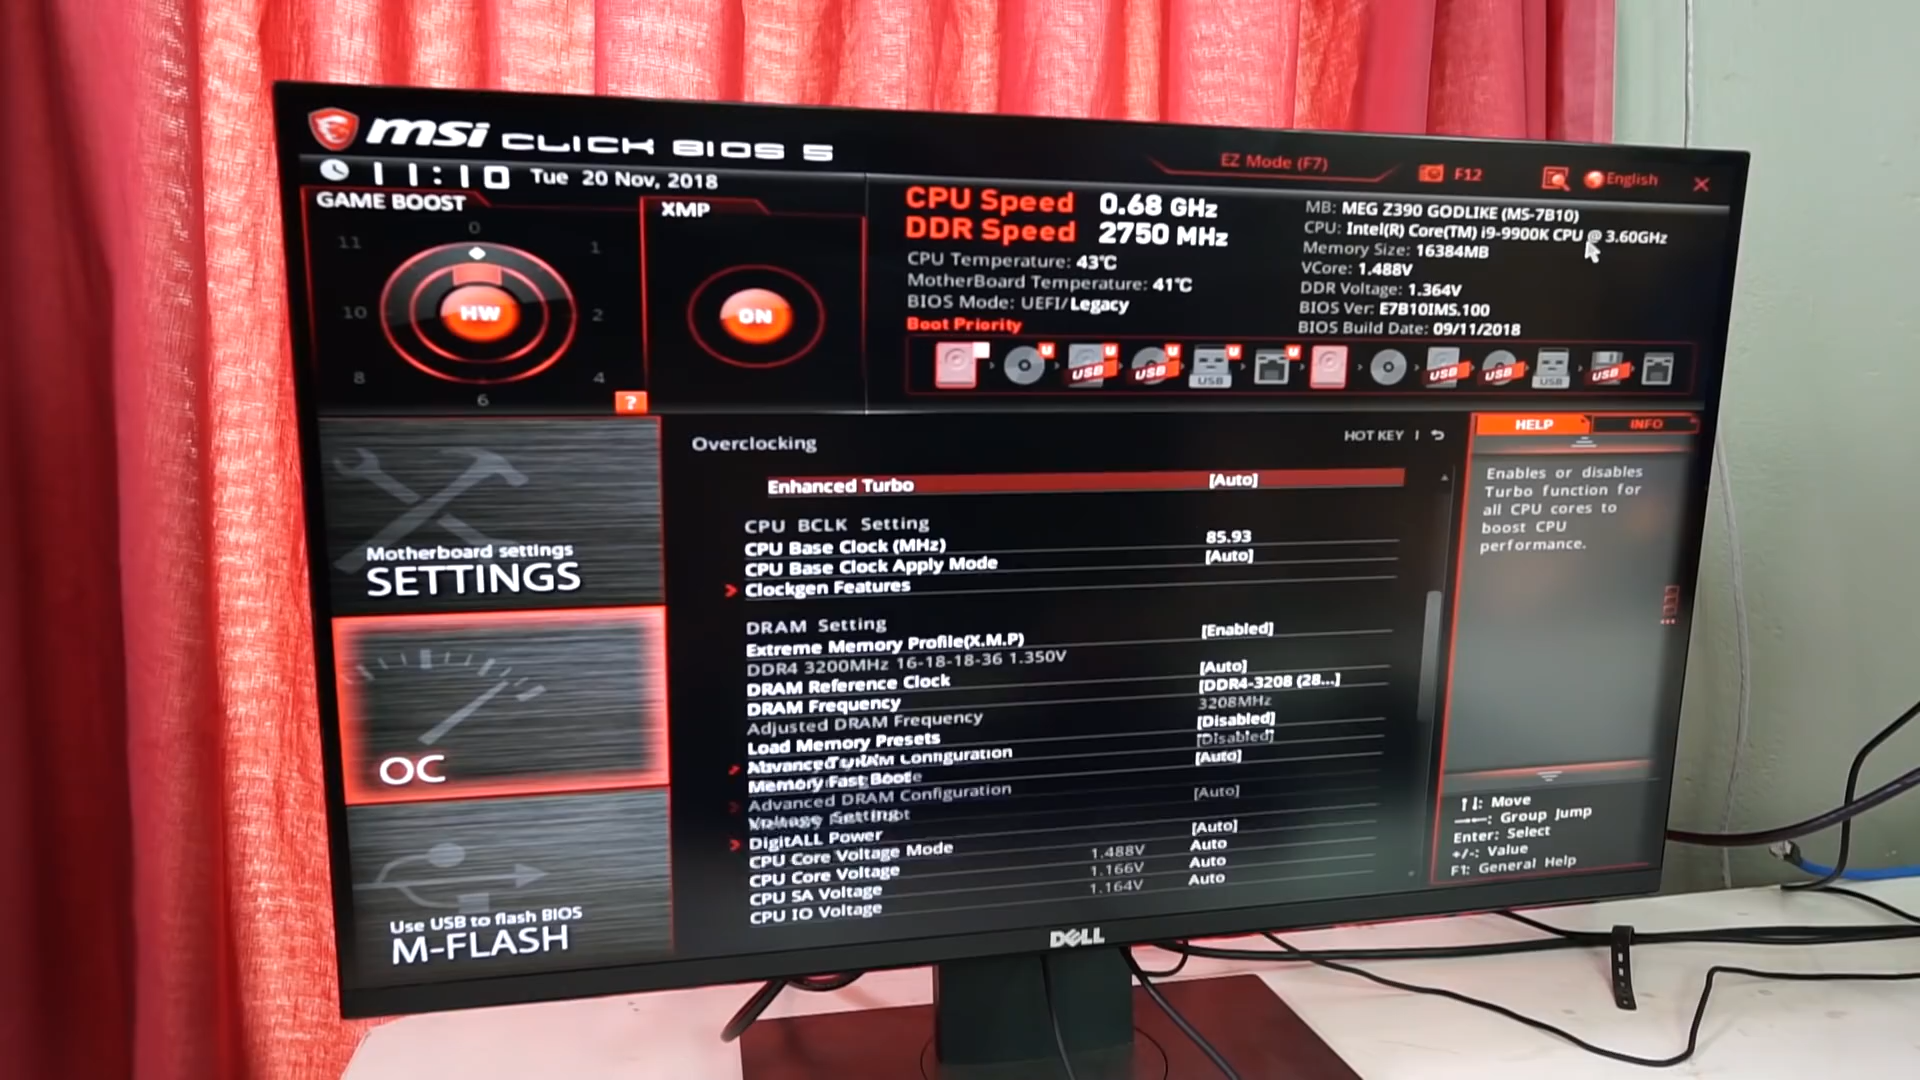 msi CLICK BIOS 5
EZ Mode (F7)
F12
English
X
11:10 Tue 20 Nov, 2018
GAME BOOST
XMP
0
11
1
10
2
8
4
6
HW
ON
?
CPU Speed 0.68 GHz
DDR Speed 2750 MHz
CPU Temperature: 43°C
MotherBoard Temperature: 41°C
BIOS Mode: UEFI/Legacy
Boot Priority
MB: MEG Z390 GODLIKE (MS-7B10)
CPU: Intel(R) Core(TM) i9-9900K CPU @ 3.60GHz
Memory Size: 16384MB
VCore: 1.488V
DDR Voltage: 1.364V
BIOS Ver: E7B10IMS.100
BIOS Build Date: 09/11/2018
U U USB U USB U USB U USB USB USB USB
Motherboard settings
SETTINGS
OC
Use USB to flash BIOS
M-FLASH
Overclocking
HOT KEY
Enhanced Turbo [Auto]
CPU BCLK Setting
CPU Base Clock (MHz) 85.93
CPU Base Clock Apply Mode [Auto]
Clockgen Features
DRAM Setting
Extreme Memory Profile(X.M.P) [Enabled]
DDR4 3200MHz 16-18-18-36 1.350V
DRAM Reference Clock [Auto]
DRAM Frequency [DDR4-3208 (28...]
Adjusted DRAM Frequency 3208MHz
Load Memory Presets [Disabled]
[Disabled]
Memory Fast Boot [Auto]
Advanced DRAM Configuration
[Auto]
DigitALL Power
CPU Core Voltage Mode [Auto]
CPU Core Voltage 1.488V Auto
CPU SA Voltage 1.166V Auto
CPU IO Voltage 1.164V Auto
HELP
INFO
Enables or disables
Turbo function for
all CPU cores to
boost CPU
performance.
↑↓: Move
Group Jump
Enter: Select
+/-: Value
F1: General Help
DELL